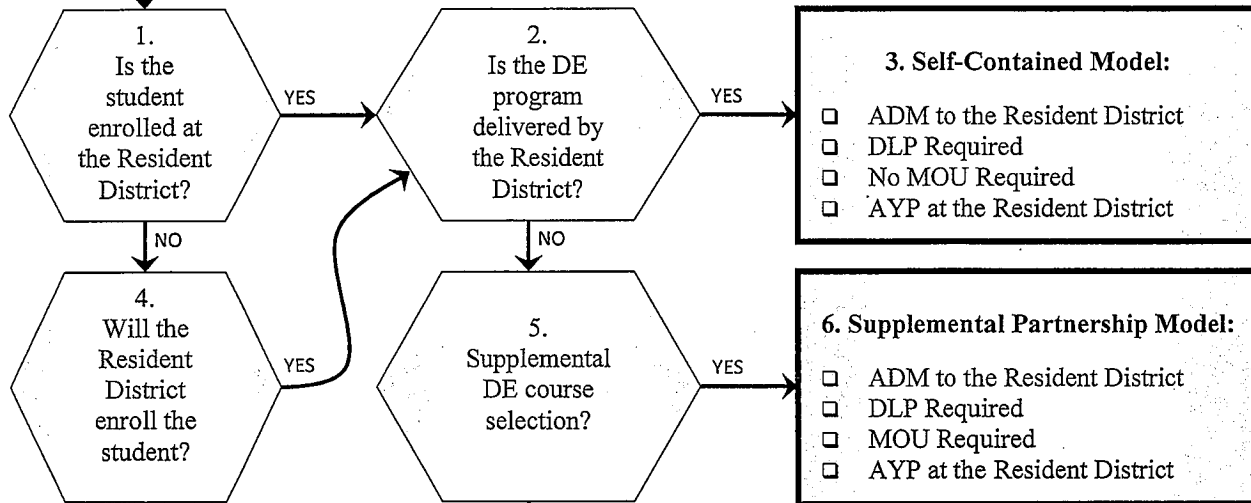 1.
Is the
student
enrolled at
the Resident
District?
YES
2.
Is the DE
program
delivered by
the Resident
District?
YES
3. Self-Contained Model:
❑ ADM to the Resident District
❑ DLP Required
❑ No MOU Required
❑ AYP at the Resident District
NO
NO
4.
Will the
Resident
District
enroll the
student?
YES
5.
Supplemental
DE course
selection?
YES
6. Supplemental Partnership Model:
❑ ADM to the Resident District
❑ DLP Required
❑ MOU Required
❑ AYP at the Resident District